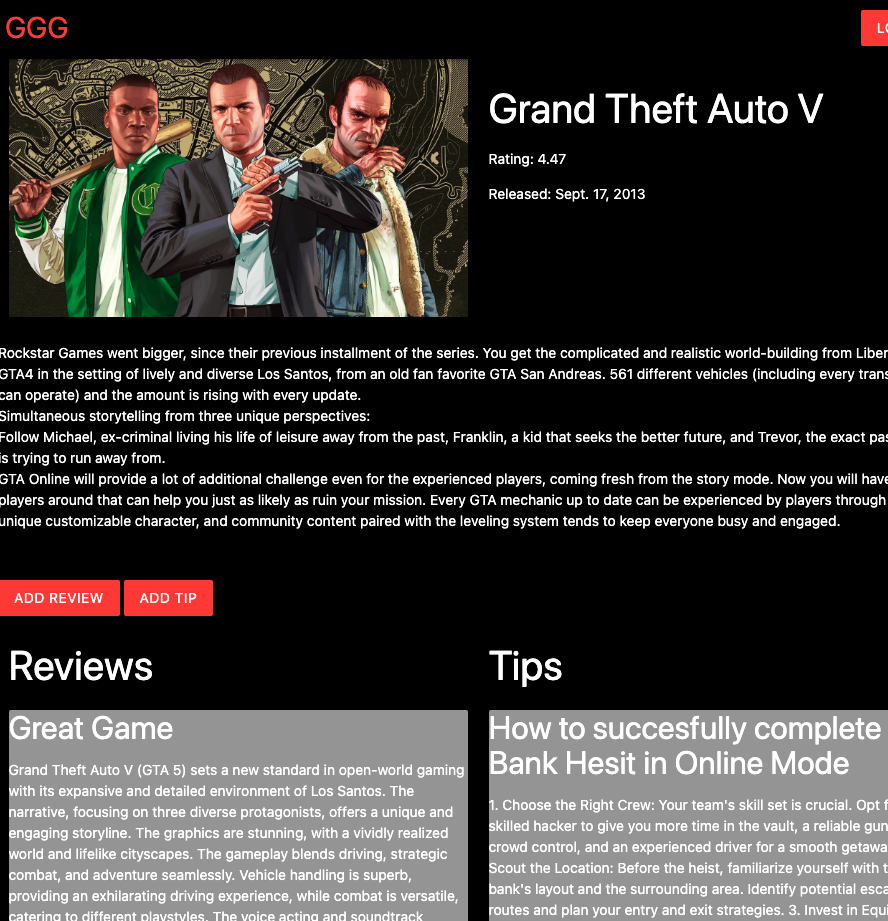 GGG
Grand Theft Auto V
Rating: 4.47
Released: Sept. 17, 2013
Rockstar Games went bigger, since their previous installment of the series. You get the complicated and realistic world-building from
GTA4 in the setting of lively and diverse Los Santos, from an old fan favorite GTA San Andreas. 561 different vehicles (including every
can operate) and the amount is rising with every update.
Simultaneous storytelling from three unique perspectives:
Follow Michael, ex-criminal living his life of leisure away from the past, Franklin, a kid that seeks the better future, and Trevor, the exact
is trying to run away from.
GTA Online will provide a lot of additional challenge even for the experienced players, coming fresh from the story mode. Now you will have
players around that can help you just as likely as ruin your mission. Every GTA mechanic up to date can be experienced by players through
unique customizable character, and community content paired with the leveling system tends to keep everyone busy and engaged.
ADD REVIEW ADD TIP
Reviews
Great Game
Grand Theft Auto V (GTA 5) sets a new standard in open-world gaming
with its expansive and detailed environment of Los Santos. The
narrative, focusing on three diverse protagonists, offers a unique and
engaging storyline. The graphics are stunning, with a vividly realized
world and lifelike cityscapes. The gameplay blends driving, strategic
combat, and adventure seamlessly. Vehicle handling is superb,
providing an exhilarating driving experience, while combat is versatile,
catering to different playstyles. The voice acting and soundtrack
Tips
How to succesfully complete
Bank Hesit in Online Mode
1. Choose the Right Crew: Your team's skill set is crucial. Opt
skilled hacker to give you more time in the vault, a reliable
crowd control, and an experienced driver for a smooth
Scout the Location: Before the heist, familiarize yourself with
bank's layout and the surrounding area. Identify potential
routes and plan your entry and exit strategies. 3. Invest in